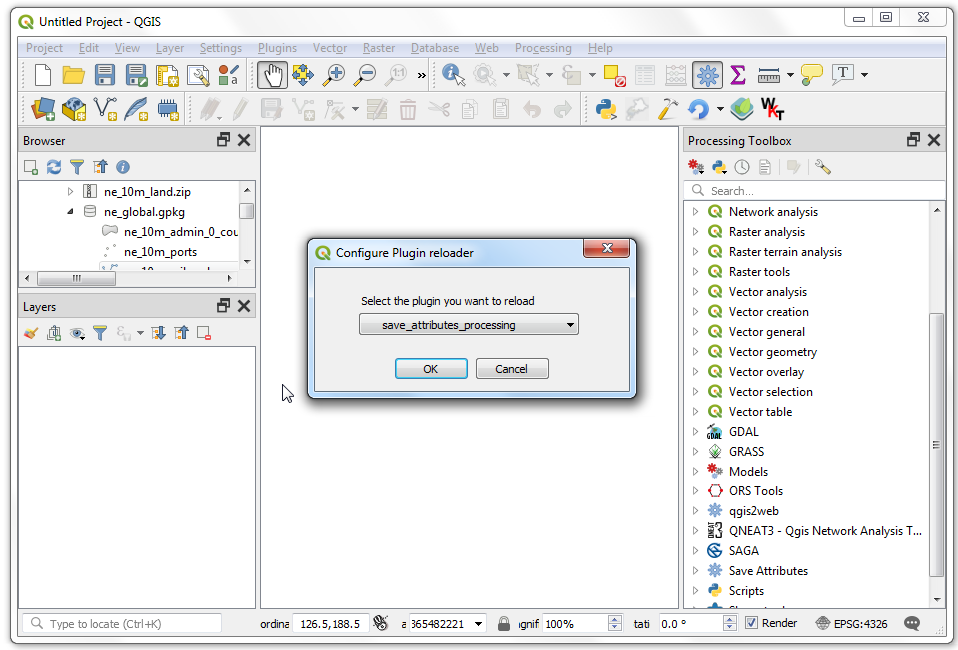 Untitled Project - QGIS
Project Edit View Layer Settings Plugins Vector Raster Database Web Processing Help
1:1
»
T
WKT
Browser
ne_10m_land.zip
ne_global.gpkg
ne_10m_admin_0_cou
ne_10m_ports
Layers
Configure Plugin reloader
Select the plugin you want to reload
save_attributes_processing
OK Cancel
Processing Toolbox
Search...
Network analysis
Raster analysis
Raster terrain analysis
Raster tools
Vector analysis
Vector creation
Vector general
Vector geometry
Vector overlay
Vector selection
Vector table
GDAL
GRASS
Models
ORS Tools
qgis2web
QNEAT3 - Qgis Network Analysis T...
SAGA
Save Attributes
Scripts
Type to locate (Ctrl+K) ordina 126.5,188.5 365482221 100% tati 0.0 ° Render EPSG:4326